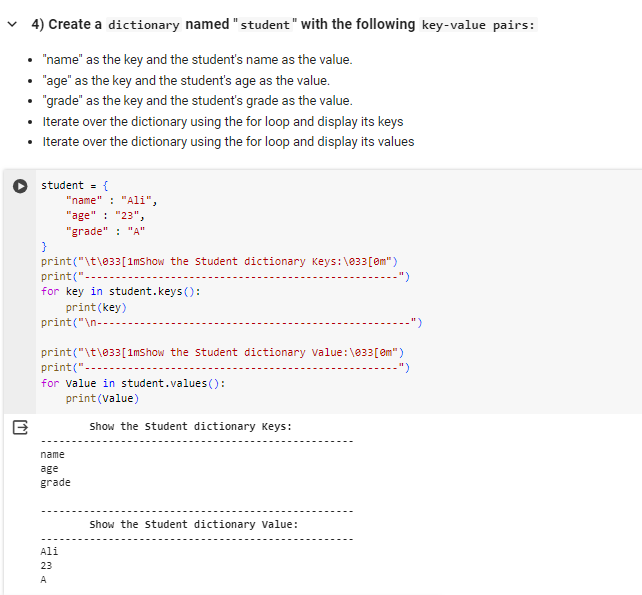 4) Create a dictionary named "student" with the following key-value pairs:
• "name" as the key and the student's name as the value.
• "age" as the key and the student's age as the value.
• "grade" as the key and the student's grade as the value.
• Iterate over the dictionary using the for loop and display its keys
• Iterate over the dictionary using the for loop and display its values
student = {
    "name" : "Ali",
    "age" : "23",
    "grade" : "A"
}
print("\t\033[1mShow the Student dictionary Keys:\033[0m")
print("----------------------------------------------------")
for key in student.keys():
    print(key)
print("\n----------------------------------------------------")
print("\t\033[1mShow the Student dictionary Value:\033[0m")
print("----------------------------------------------------")
for Value in student.values():
    print(Value)
        Show the Student dictionary Keys:
----------------------------------------------------
name
age
grade
----------------------------------------------------
        Show the Student dictionary Value:
----------------------------------------------------
Ali
23
A